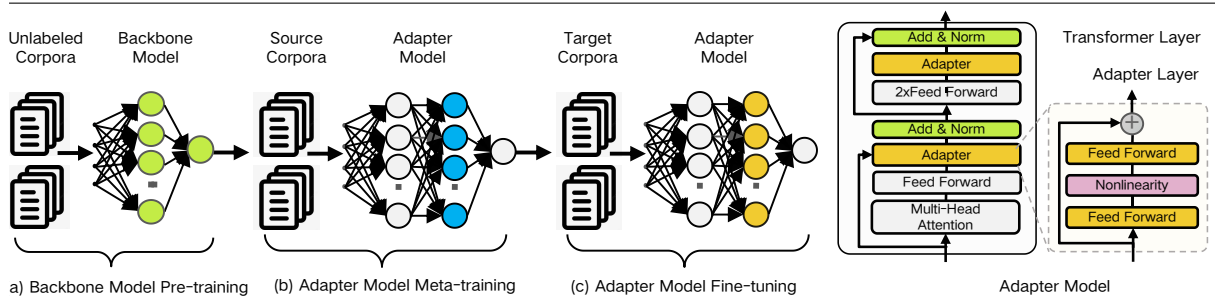 Unlabeled
Corpora
Backbone
Model
Source
Corpora
Adapter
Model
Target
Corpora
Adapter
Model
a) Backbone Model Pre-training
(b) Adapter Model Meta-training
(c) Adapter Model Fine-tuning
Add & Norm
Adapter
2xFeed Forward
Add & Norm
Adapter
Feed Forward
Multi-Head
Attention
Transformer Layer
Adapter Layer
+
Feed Forward
Nonlinearity
Feed Forward
Adapter Model